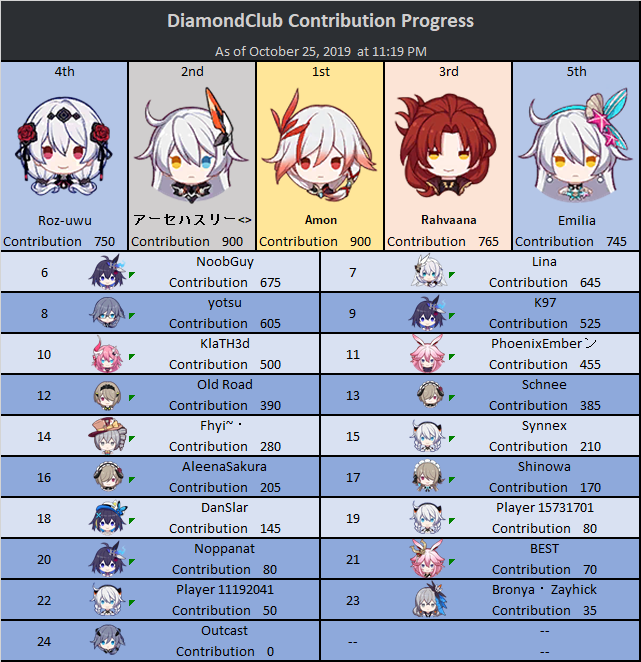 DiamondClub Contribution Progress
As of October 25, 2019 at 11:19 PM
4th 2nd 1st 3rd 5th
Roz-uwu アーセハスリー<> Amon Rahvaana Emilia
Contribution 750 Contribution 900 Contribution 900 Contribution 765 Contribution 745
6 NoobGuy 7 Lina
Contribution 675 Contribution 645
8 yotsu 9 K97
Contribution 605 Contribution 525
10 KlaTH3d 11 PhoenixEmberン
Contribution 500 Contribution 455
12 Old Road 13 Schnee
Contribution 390 Contribution 385
14 Fhyi~・ 15 Synnex
Contribution 280 Contribution 210
16 AleenaSakura 17 Shinowa
Contribution 205 Contribution 170
18 DanSlar 19 Player 15731701
Contribution 145 Contribution 80
20 Noppanat 21 BEST
Contribution 80 Contribution 70
22 Player 11192041 23 Bronya・Zayhick
Contribution 50 Contribution 35
24 Outcast -- --
Contribution 0 --